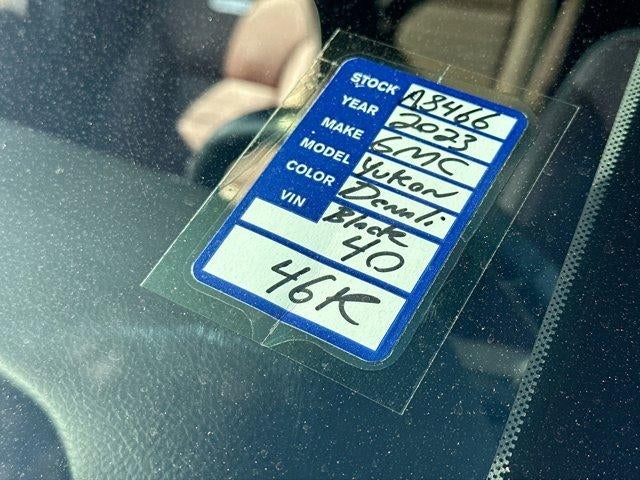 STOCK A8466
YEAR 2023
MAKE GMC
MODEL Yukon
COLOR Denali
VIN Black
40
46K